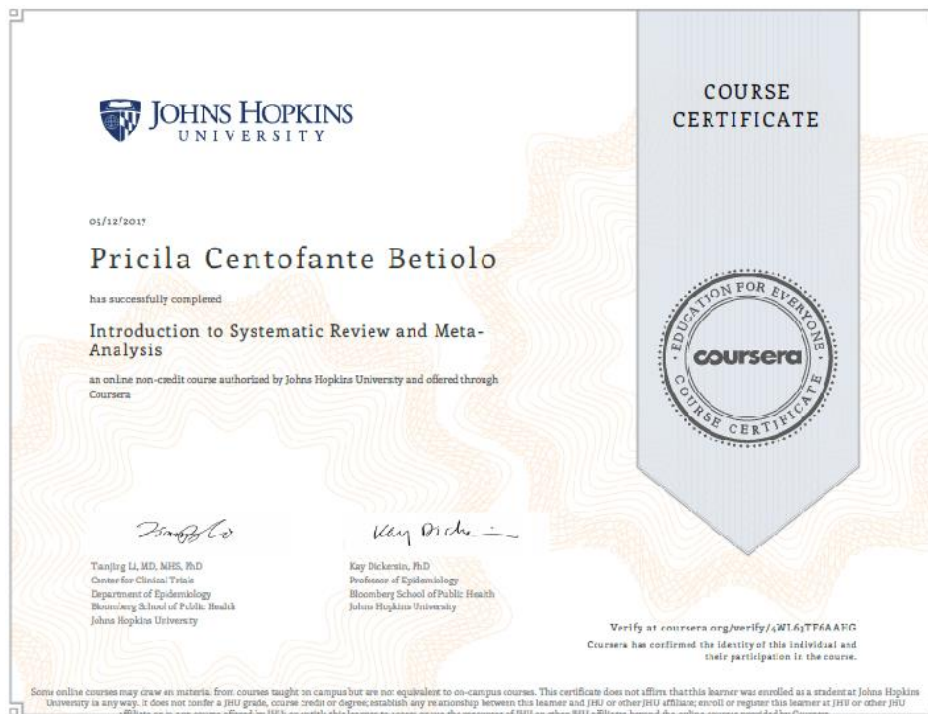 JOHNS HOPKINS
UNIVERSITY
COURSE
CERTIFICATE
05/12/2017
Pricila Centofante Betiolo
has successfully completed
Introduction to Systematic Review and Meta-
Analysis
an online non-credit course authorized by Johns Hopkins University and offered through
Coursera
EDUCATION FOR EVERYONE
coursera
COURSE CERTIFICATE
Tianjing Li, MD, MHS, PhD
Center for Clinical Trials
Department of Epidemiology
Bloomberg School of Public Health
Johns Hopkins University
Kay Dickersin, PhD
Professor of Epidemiology
Bloomberg School of Public Health
Johns Hopkins University
Verify at coursera.org/verify/4WL63TF6AAEG
Coursera has confirmed the identity of this individual and
their participation in the course.
Some online courses may draw on material from courses taught on campus but are not equivalent to on-campus courses. This certificate does not affirm that this learner was enrolled as a student at Johns Hopkins
University in any way. It does not confer a JHU grade, course credit or degree; establish any relationship between this learner and JHU or other JHU affiliate; enroll or register this learner at JHU or other JHU